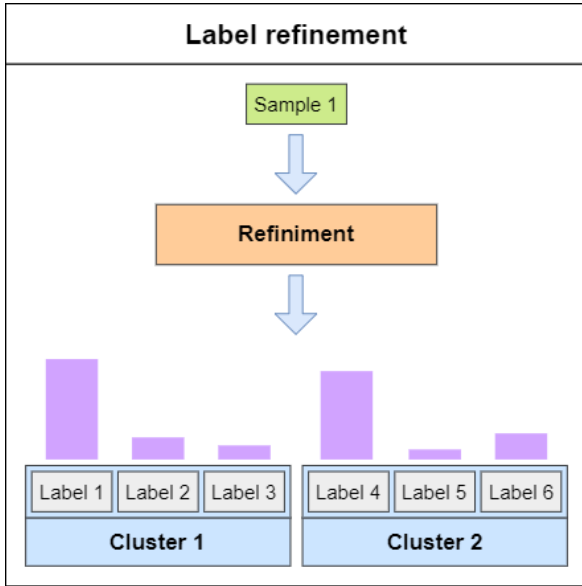 Label refinement
Sample 1
Refiniment
Label 1 Label 2 Label 3 Label 4 Label 5 Label 6
Cluster 1 Cluster 2